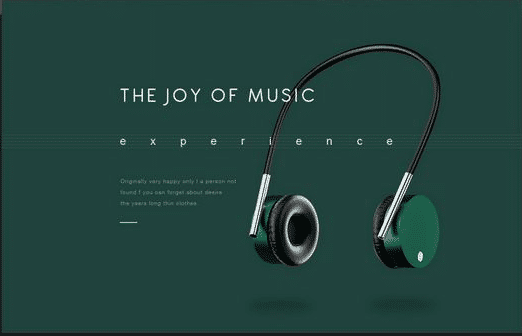 THE JOY OF MUSIC
experience
Originally very happy only I a person not
found f you can forget about sleeve
the years long thin clothes